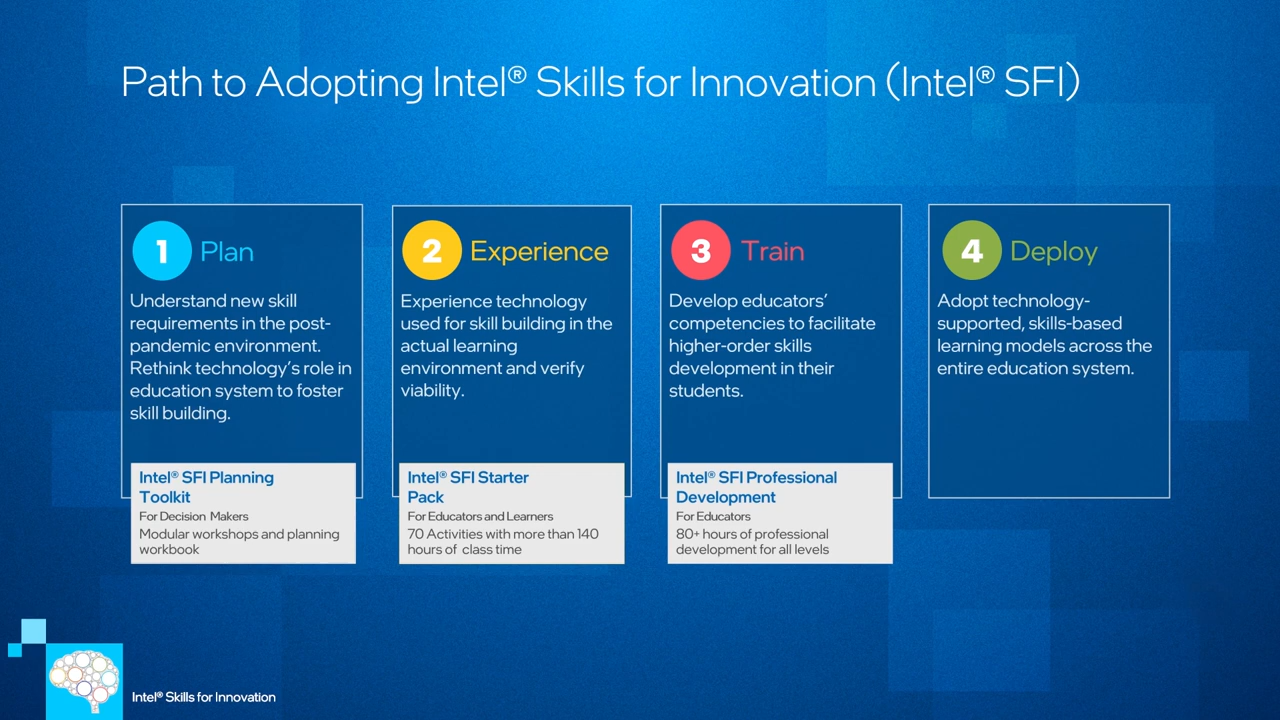 Path to Adopting Intel® Skills for Innovation (Intel® SFI)
1 Plan
Understand new skill
requirements in the post-
pandemic environment.
Rethink technology's role in
education system to foster
skill building.
Intel® SFI Planning
Toolkit
For Decision Makers
Modular workshops and planning
workbook
2 Experience
Experience technology
used for skill building in the
actual learning
environment and verify
viability.
Intel® SFI Starter
Pack
For Educators and Learners
70 Activities with more than 140
hours of class time
3 Train
Develop educators'
competencies to facilitate
higher-order skills
development in their
students.
Intel® SFI Professional
Development
For Educators
80+ hours of professional
development for all levels
4 Deploy
Adopt technology-
supported, skills-based
learning models across the
entire education system.
Intel® Skills for Innovation